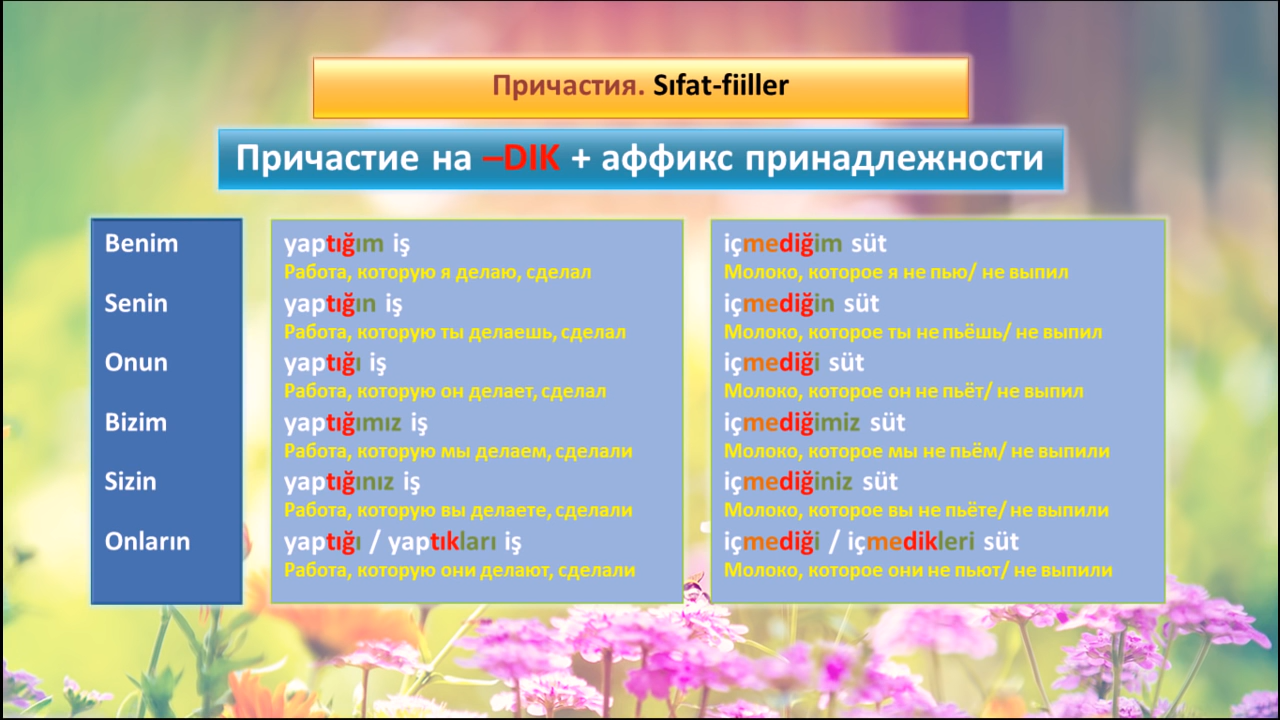 Причастия. Sıfat-fiiller
Причастие на –DIK + аффикс принадлежности
Benim
Senin
Onun
Bizim
Sizin
Onların
yaptığım iş
Работа, которую я делаю, сделал
yaptığın iş
Работа, которую ты делаешь, сделал
yaptığı iş
Работа, которую он делает, сделал
yaptığımız iş
Работа, которую мы делаем, сделали
yaptığınız iş
Работа, которую вы делаете, сделали
yaptığı / yaptıkları iş
Работа, которую они делают, сделали
içmediğim süt
Молоко, которое я не пью/ не выпил
içmediğin süt
Молоко, которое ты не пьёшь/ не выпил
içmediği süt
Молоко, которое он не пьёт/ не выпил
içmediğimiz süt
Молоко, которое мы не пьём/ не выпили
içmediğiniz süt
Молоко, которое вы не пьёте/ не выпили
içmediği / içmedikleri süt
Молоко, которое они не пьют/ не выпили